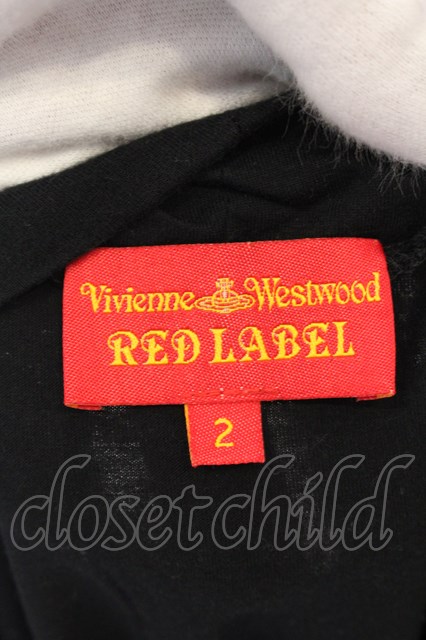 Vivienne Westwood
RED LABEL
2
closetchild